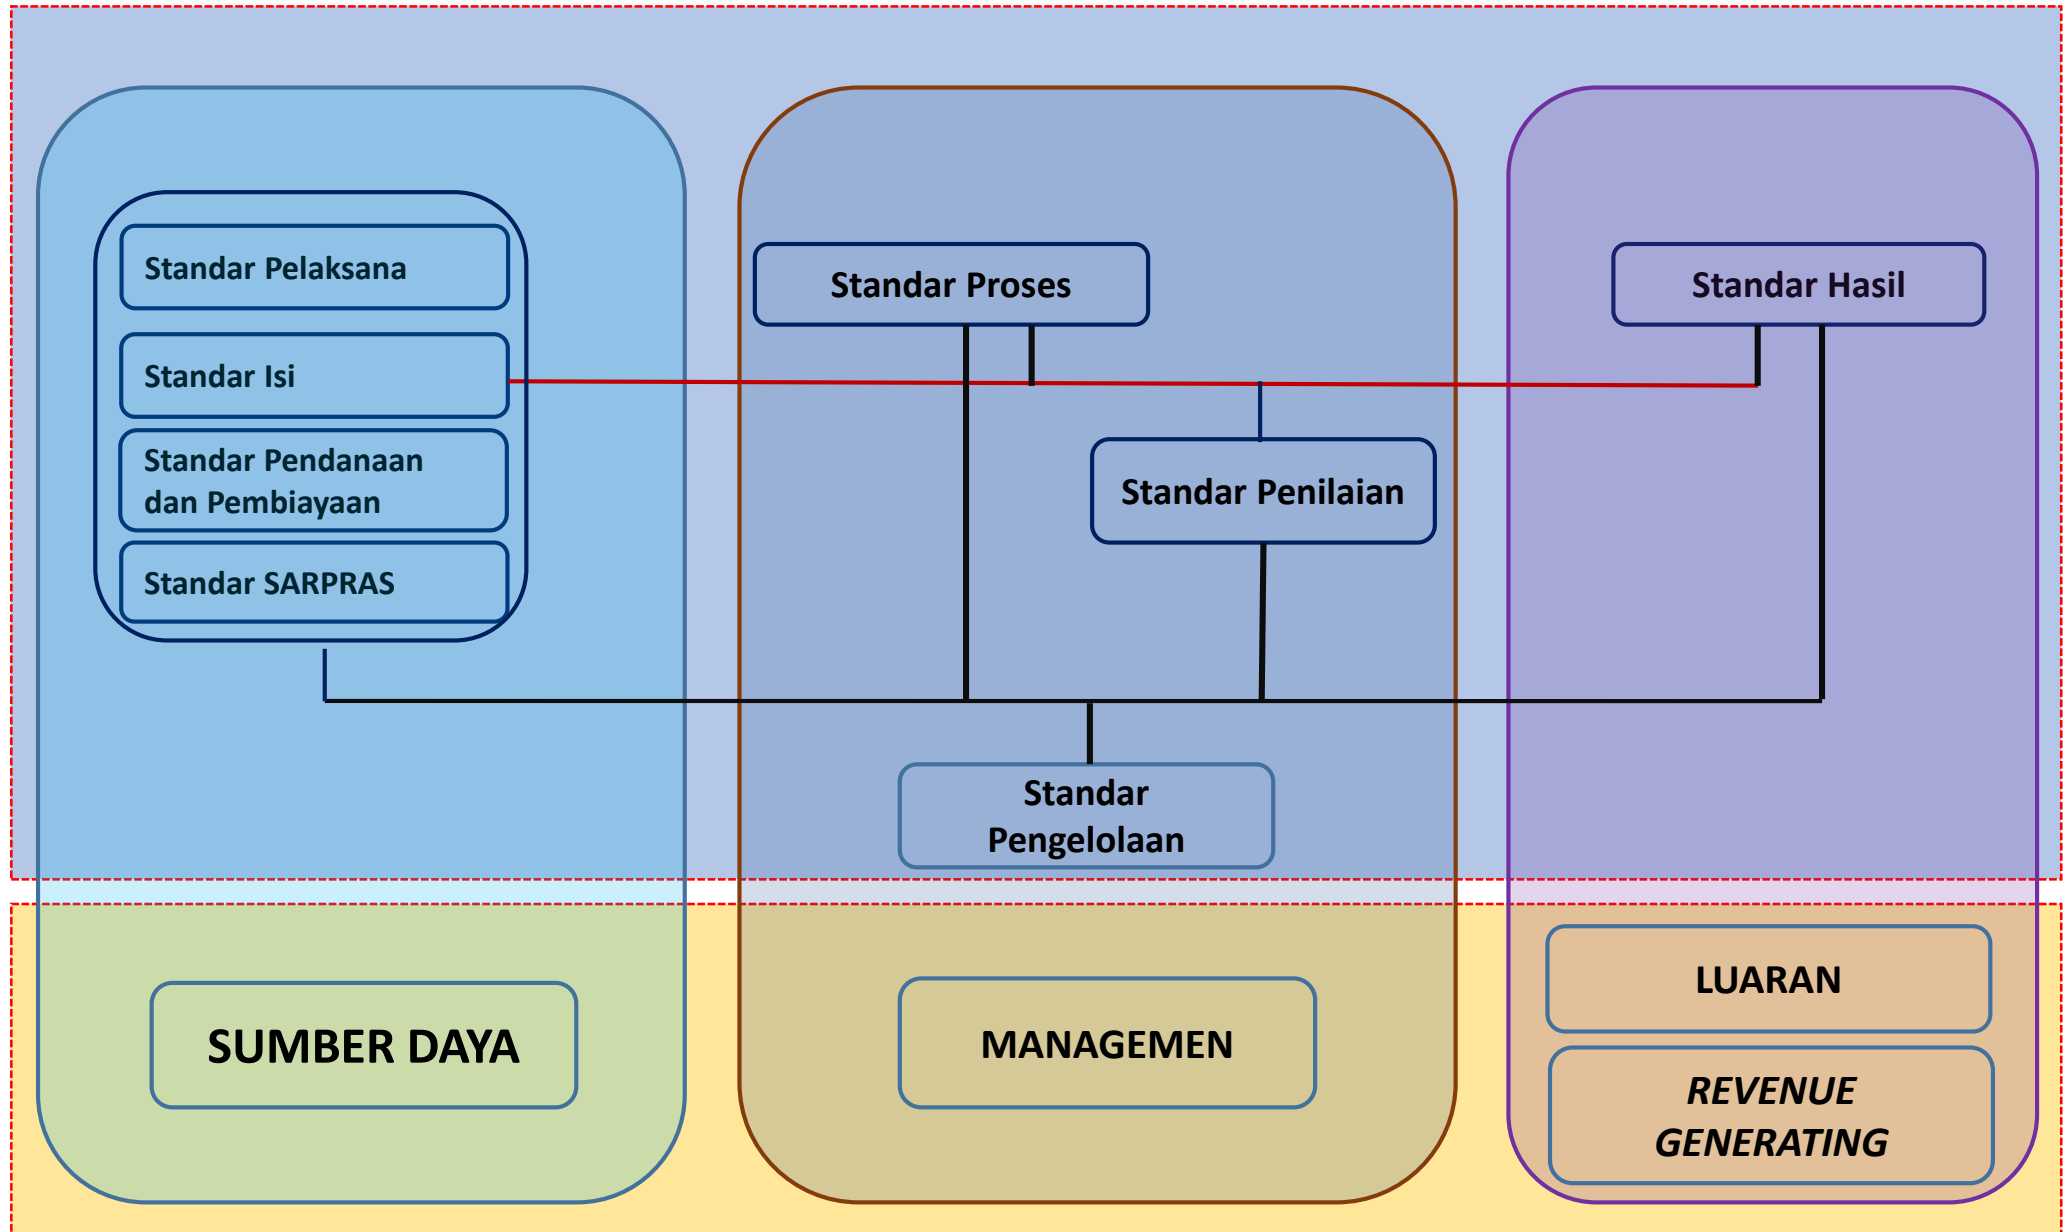 Standar Pelaksana
Standar Isi
Standar Pendanaan
dan Pembiayaan
Standar SARPRAS
Standar Proses
Standar Penilaian
Standar
Pengelolaan
Standar Hasil
SUMBER DAYA
MANAGEMEN
LUARAN
REVENUE
GENERATING